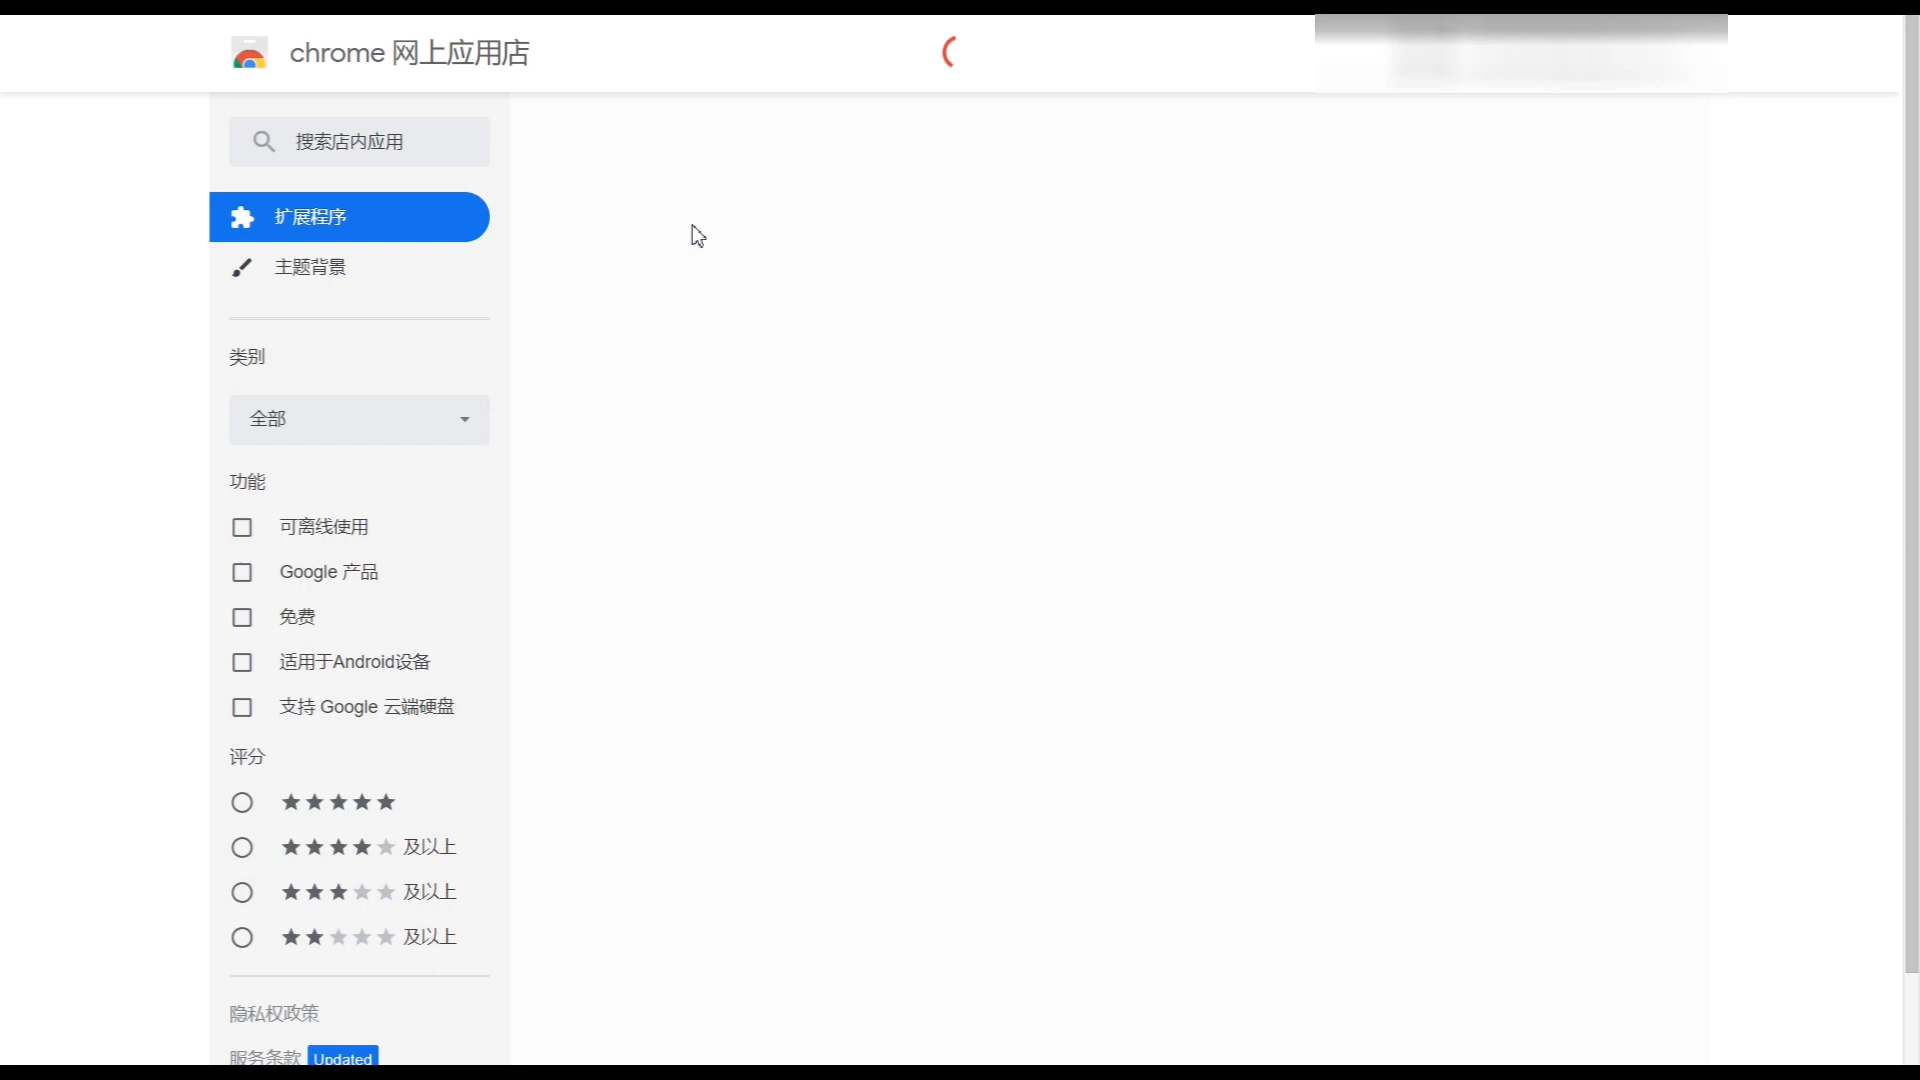 chrome 网上应用店
搜索店内应用
扩展程序
主题背景
类别
全部
功能
可离线使用
Google 产品
免费
适用于Android设备
支持 Google 云端硬盘
评分
及以上
及以上
及以上
隐私权政策
服务条款 Updated